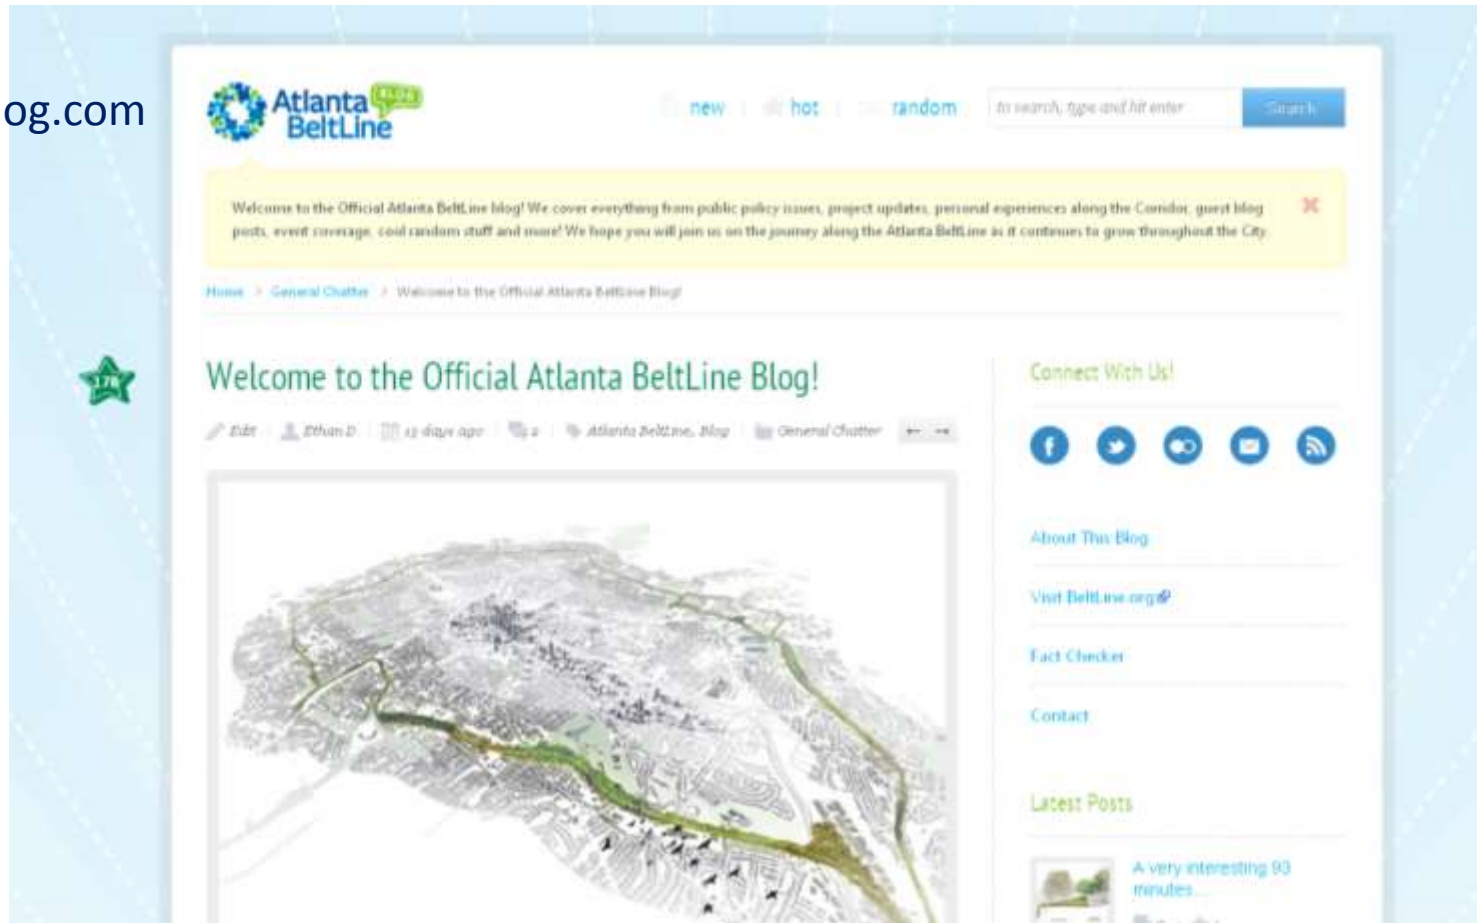 og.com
Atlanta BLOG
BeltLine
new hot random to search, type and hit enter Search
Welcome to the Official Atlanta BeltLine blog! We cover everything from public policy issues, project updates, personal experiences along the Corridor, guest blog
posts, event coverage, cool random stuff and more! We hope you will join us on the journey along the Atlanta BeltLine as it continues to grow throughout the City.
Home > General Chatter > Welcome to the Official Atlanta BeltLine Blog!
178
Welcome to the Official Atlanta BeltLine Blog!
Edit Ethan D 13 days ago 2 Atlanta BeltLine, Blog General Chatter ← →
Connect With Us!
About This Blog
Visit BeltLine.org
Fact Checker
Contact
Latest Posts
A very interesting 93
minutes...